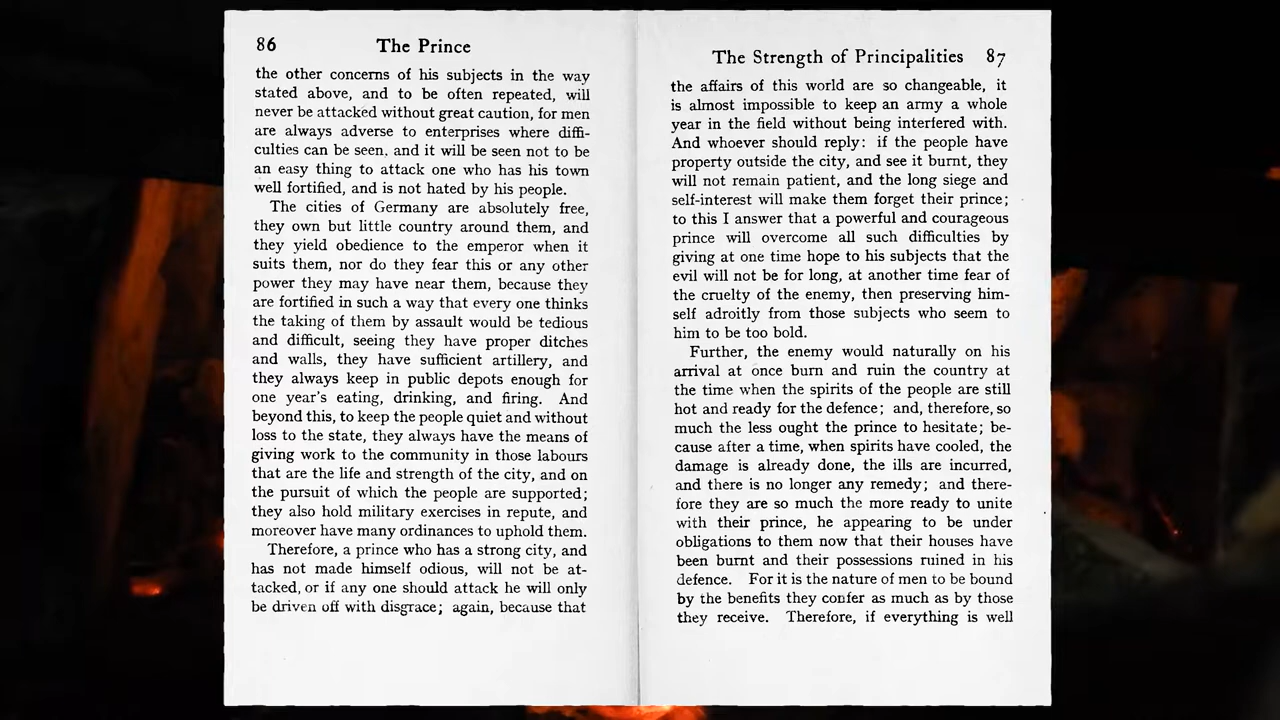 86 The Prince
the other concerns of his subjects in the way
stated above, and to be often repeated, will
never be attacked without great caution, for men
are always adverse to enterprises where diffi-
culties can be seen, and it will be seen not to be
an easy thing to attack one who has his town
well fortified, and is not hated by his people.
The cities of Germany are absolutely free,
they own but little country around them, and
they yield obedience to the emperor when it
suits them, nor do they fear this or any other
power they may have near them, because they
are fortified in such a way that every one thinks
the taking of them by assault would be tedious
and difficult, seeing they have proper ditches
and walls, they have sufficient artillery, and
they always keep in public depots enough for
one year's eating, drinking, and firing. And
beyond this, to keep the people quiet and without
loss to the state, they always have the means of
giving work to the community in those labours
that are the life and strength of the city, and on
the pursuit of which the people are supported;
they also hold military exercises in repute, and
moreover have many ordinances to uphold them.
Therefore, a prince who has a strong city, and
has not made himself odious, will not be at-
tacked, or if any one should attack he will only
be driven off with disgrace; again, because that
The Strength of Principalities 87
the affairs of this world are so changeable, it
is almost impossible to keep an army a whole
year in the field without being interfered with.
And whoever should reply: if the people have
property outside the city, and see it burnt, they
will not remain patient, and the long siege and
self-interest will make them forget their prince;
to this I answer that a powerful and courageous
prince will overcome all such difficulties by
giving at one time hope to his subjects that the
evil will not be for long, at another time fear of
the cruelty of the enemy, then preserving him-
self adroitly from those subjects who seem to
him to be too bold.
Further, the enemy would naturally on his
arrival at once burn and ruin the country at
the time when the spirits of the people are still
hot and ready for the defence; and, therefore, so
much the less ought the prince to hesitate; be-
cause after a time, when spirits have cooled, the
damage is already done, the ills are incurred,
and there is no longer any remedy; and there-
fore they are so much the more ready to unite
with their prince, he appearing to be under
obligations to them now that their houses have
been burnt and their possessions ruined in his
defence. For it is the nature of men to be bound
by the benefits they confer as much as by those
they receive. Therefore, if everything is well